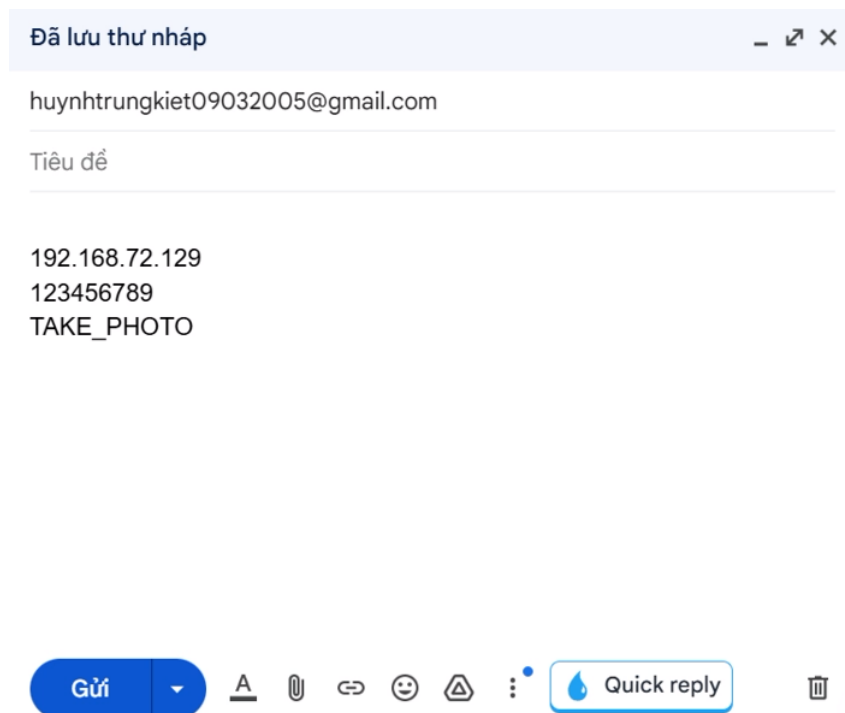 Đã lưu thư nháp
huynhtrungkiet09032005@gmail.com
Tiêu đề
192.168.72.129
123456789
TAKE_PHOTO
Gửi
A
Quick reply